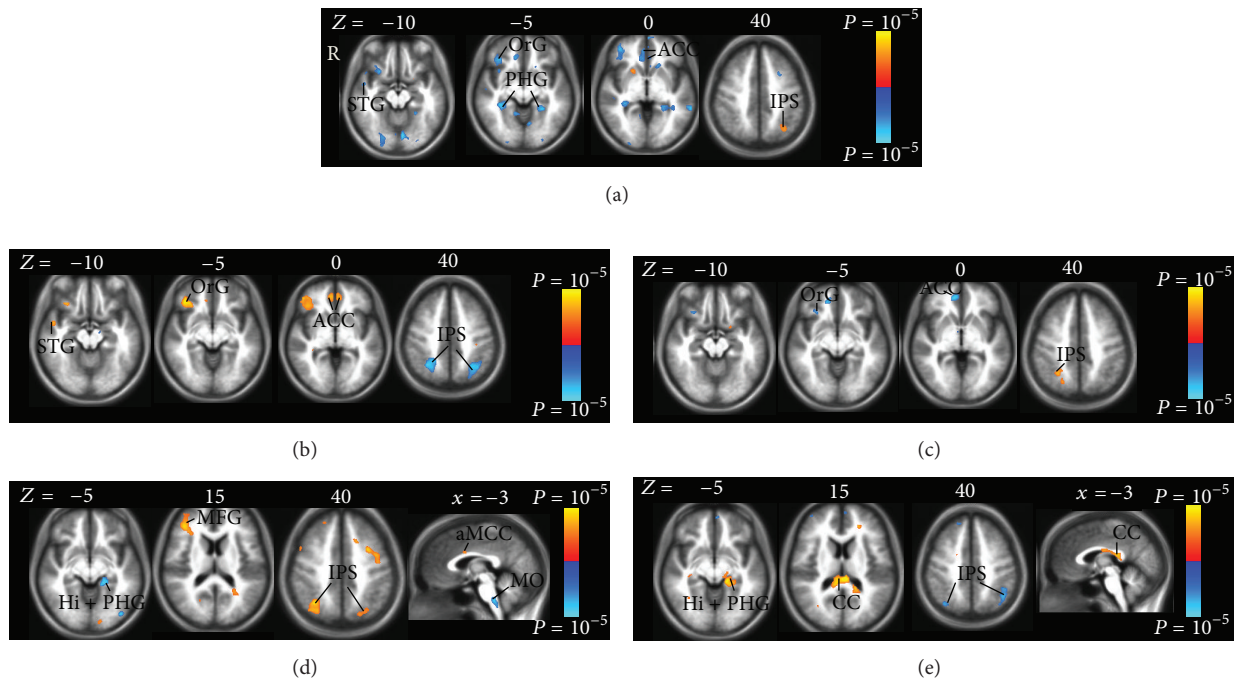 Z = −10 −5 0 40 P = 10⁻⁵
R OrG ACC
PHG
STG IPS
P = 10⁻⁵
(a)
Z = −10 −5 0 40 P = 10⁻⁵
OrG
ACC
STG IPS
P = 10⁻⁵
(b)
Z = −10 −5 0 40 P = 10⁻⁵
OrG ACC
IPS
P = 10⁻⁵
(c)
Z = −5 15 40 x = −3 P = 10⁻⁵
MFG aMCC
IPS MO
Hi + PHG
P = 10⁻⁵
(d)
Z = −5 15 40 x = −3 P = 10⁻⁵
CC
IPS
Hi + PHG CC
P = 10⁻⁵
(e)